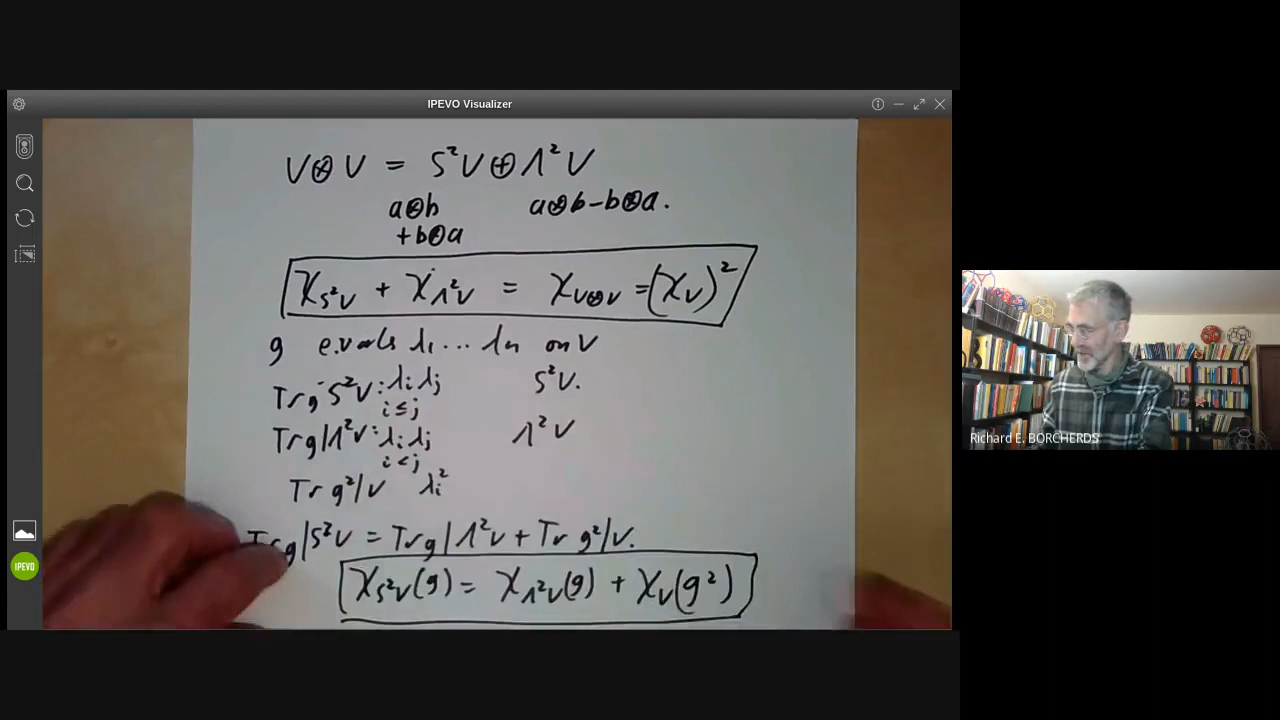 IPEVO Visualizer
V⊗V = S²V⊕Λ²V
a⊗b a⊗b-b⊗a.
+b⊗a
χ_{S²V} + χ_{Λ²V} = χ_{V⊗V} = (χ_V)²
g e.vals λ₁...λₙ on V
Tr g S²V: λᵢλⱼ S²V.
i≤j
Tr g|Λ²V: λᵢλⱼ Λ²V
i<j
Tr g²|V λᵢ²
Tr g|S²V = Tr g|Λ²V + Tr g²|V.
χ_{S²V}(g) = χ_{Λ²V}(g) + χ_V(g²)
IPEVO
Richard E. BORCHERDS